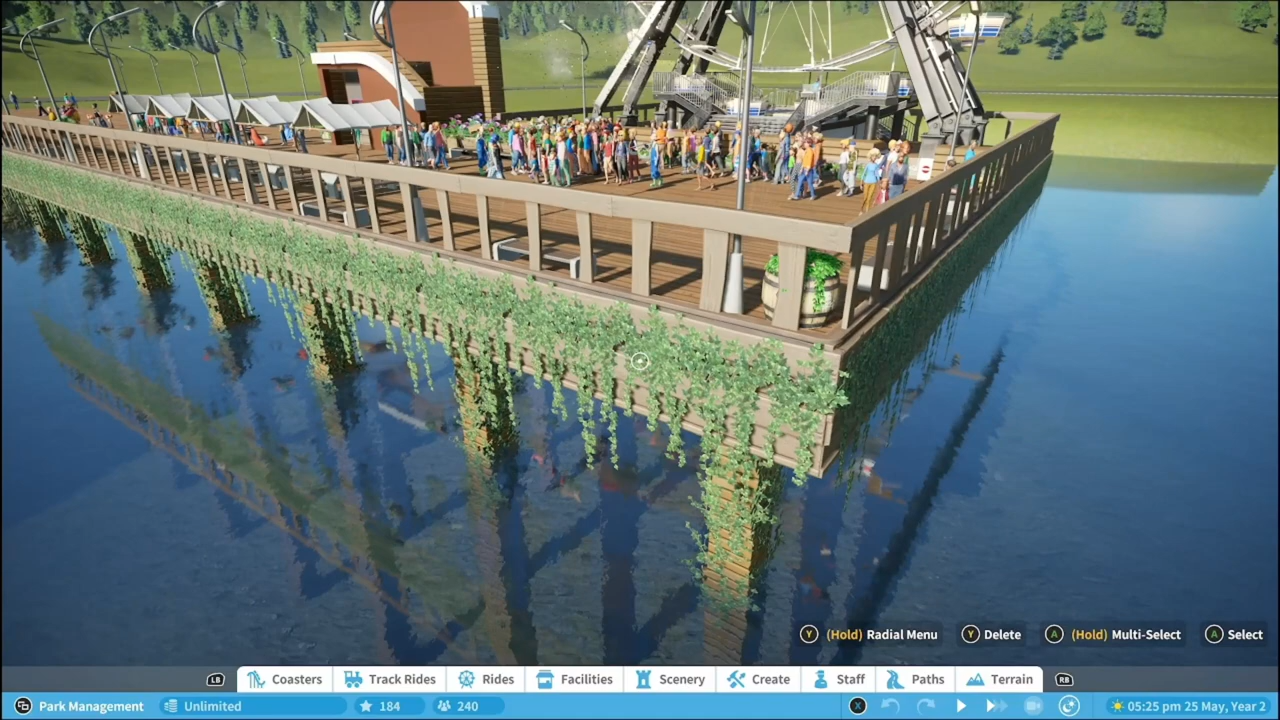 Y (Hold) Radial Menu Y Delete A (Hold) Multi-Select A Select
LB Coasters Track Rides Rides Facilities Scenery Create Staff Paths Terrain RB
Park Management Unlimited 184 240 X 05:25 pm 25 May, Year 2